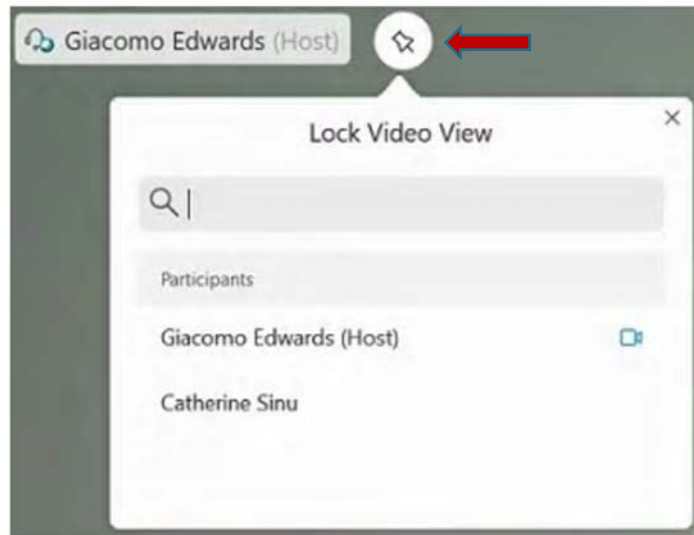 Giacomo Edwards (Host)
Lock Video View
Participants
Giacomo Edwards (Host)
Catherine Sinu